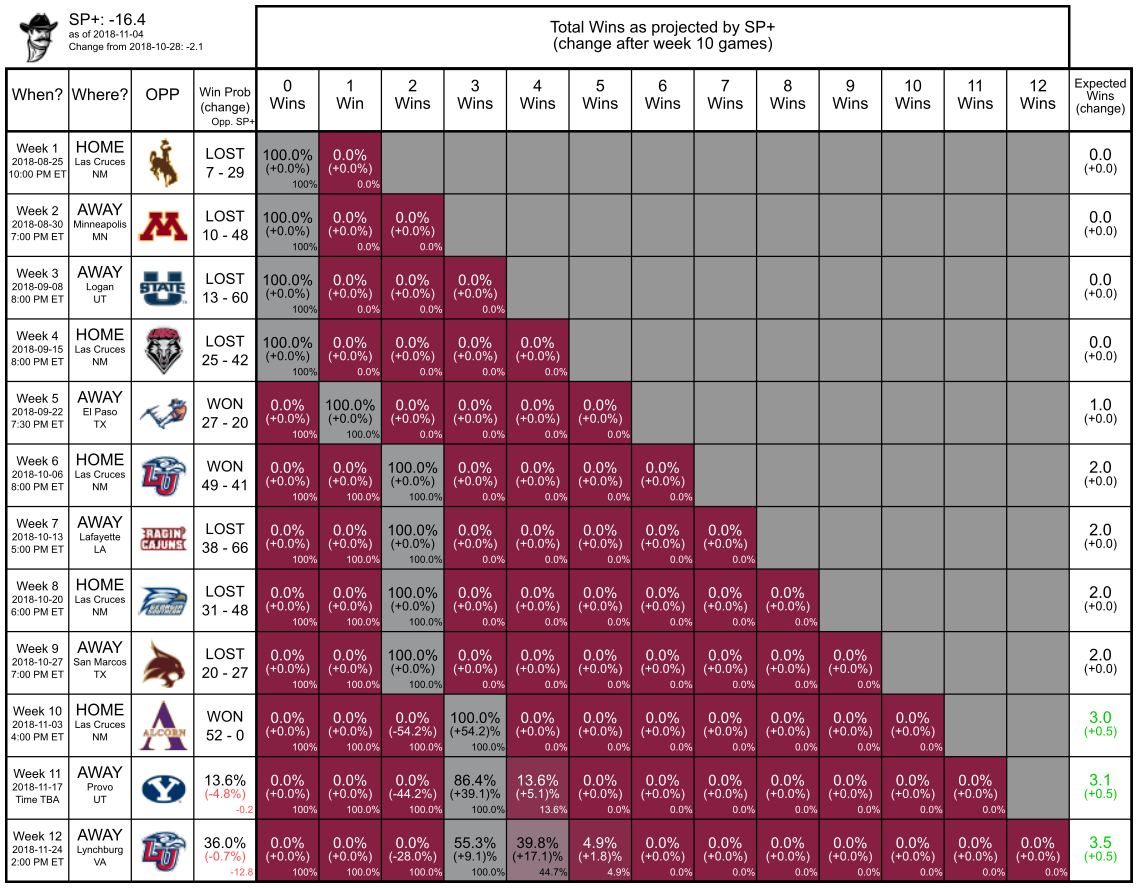 SP+: -16.4
as of 2018-11-04
Change from 2018-10-28: -2.1
Total Wins as projected by SP+
(change after week 10 games)
When? Where? OPP Win Prob (change) Opp. SP+ 0 Wins 1 Win 2 Wins 3 Wins 4 Wins 5 Wins 6 Wins 7 Wins 8 Wins 9 Wins 10 Wins 11 Wins 12 Wins Expected Wins (change)
Week 1 HOME LOST 100.0% 0.0% 0.0
2018-08-25 Las Cruces 7 - 29 (+0.0%) (+0.0%) (+0.0)
10:00 PM ET NM 100% 0.0%
Week 2 AWAY M LOST 100.0% 0.0% 0.0% 0.0
2018-08-30 Minneapolis 10 - 48 (+0.0%) (+0.0%) (+0.0%) (+0.0)
7:00 PM ET MN 100% 0.0% 0.0%
Week 3 AWAY U STATE LOST 100.0% 0.0% 0.0% 0.0% 0.0
2018-09-08 Logan 13 - 60 (+0.0%) (+0.0%) (+0.0%) (+0.0%) (+0.0)
8:00 PM ET UT 100% 0.0% 0.0% 0.0%
Week 4 HOME LOST 100.0% 0.0% 0.0% 0.0% 0.0% 0.0
2018-09-15 Las Cruces 25 - 42 (+0.0%) (+0.0%) (+0.0%) (+0.0%) (+0.0%) (+0.0)
8:00 PM ET NM 100% 0.0% 0.0% 0.0% 0.0%
Week 5 AWAY WON 0.0% 100.0% 0.0% 0.0% 0.0% 0.0% 1.0
2018-09-22 El Paso 27 - 20 (+0.0%) (+0.0%) (+0.0%) (+0.0%) (+0.0%) (+0.0%) (+0.0)
7:30 PM ET TX 100% 100.0% 0.0% 0.0% 0.0% 0.0%
Week 6 HOME LU WON 0.0% 0.0% 100.0% 0.0% 0.0% 0.0% 0.0% 2.0
2018-10-06 Las Cruces 49 - 41 (+0.0%) (+0.0%) (+0.0%) (+0.0%) (+0.0%) (+0.0%) (+0.0%) (+0.0)
8:00 PM ET NM 100% 100.0% 100.0% 0.0% 0.0% 0.0% 0.0%
Week 7 AWAY RAGIN' CAJUNS LOST 0.0% 0.0% 100.0% 0.0% 0.0% 0.0% 0.0% 0.0% 2.0
2018-10-13 Lafayette 38 - 66 (+0.0%) (+0.0%) (+0.0%) (+0.0%) (+0.0%) (+0.0%) (+0.0%) (+0.0%) (+0.0)
5:00 PM ET LA 100% 100.0% 100.0% 0.0% 0.0% 0.0% 0.0% 0.0%
Week 8 HOME GEORGIA SOUTHERN LOST 0.0% 0.0% 100.0% 0.0% 0.0% 0.0% 0.0% 0.0% 0.0% 2.0
2018-10-20 Las Cruces 31 - 48 (+0.0%) (+0.0%) (+0.0%) (+0.0%) (+0.0%) (+0.0%) (+0.0%) (+0.0%) (+0.0%) (+0.0)
6:00 PM ET NM 100% 100.0% 100.0% 0.0% 0.0% 0.0% 0.0% 0.0% 0.0%
Week 9 AWAY LOST 0.0% 0.0% 100.0% 0.0% 0.0% 0.0% 0.0% 0.0% 0.0% 0.0% 2.0
2018-10-27 San Marcos 20 - 27 (+0.0%) (+0.0%) (+0.0%) (+0.0%) (+0.0%) (+0.0%) (+0.0%) (+0.0%) (+0.0%) (+0.0%) (+0.0)
7:00 PM ET TX 100% 100.0% 100.0% 0.0% 0.0% 0.0% 0.0% 0.0% 0.0% 0.0%
Week 10 HOME A ALCORN WON 0.0% 0.0% 0.0% 100.0% 0.0% 0.0% 0.0% 0.0% 0.0% 0.0% 0.0% 3.0
2018-11-03 Las Cruces 52 - 0 (+0.0%) (+0.0%) (-54.2%) (+54.2)% (+0.0%) (+0.0%) (+0.0%) (+0.0%) (+0.0%) (+0.0%) (+0.0%) (+0.5)
4:00 PM ET NM 100% 100.0% 100.0% 100.0% 0.0% 0.0% 0.0% 0.0% 0.0% 0.0% 0.0%
Week 11 AWAY Y 13.6% 0.0% 0.0% 0.0% 86.4% 13.6% 0.0% 0.0% 0.0% 0.0% 0.0% 0.0% 0.0% 3.1
2018-11-17 Provo (-4.8%) (+0.0%) (+0.0%) (-44.2%) (+39.1)% (+5.1)% (+0.0%) (+0.0%) (+0.0%) (+0.0%) (+0.0%) (+0.0%) (+0.0%) (+0.5)
Time TBA UT -0.2 100% 100.0% 100.0% 100.0% 13.6% 0.0% 0.0% 0.0% 0.0% 0.0% 0.0% 0.0%
Week 12 AWAY LU 36.0% 0.0% 0.0% 0.0% 55.3% 39.8% 4.9% 0.0% 0.0% 0.0% 0.0% 0.0% 0.0% 0.0% 3.5
2018-11-24 Lynchburg (-0.7%) (+0.0%) (+0.0%) (-28.0%) (+9.1)% (+17.1)% (+1.8)% (+0.0%) (+0.0%) (+0.0%) (+0.0%) (+0.0%) (+0.0%) (+0.0%) (+0.5)
2:00 PM ET VA -12.8 100% 100.0% 100.0% 100.0% 44.7% 4.9% 0.0% 0.0% 0.0% 0.0% 0.0% 0.0% 0.0%